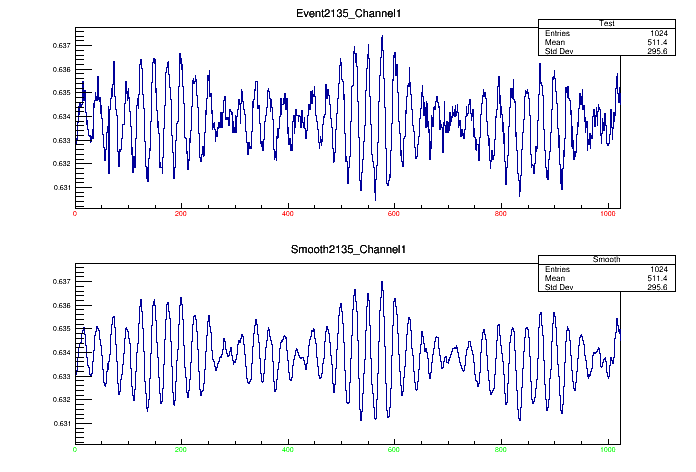 Event2135_Channel1
Test
Entries 1024
Mean 511.4
Std Dev 295.6
0.637
0.636
0.635
0.634
0.633
0.632
0.631
0 200 400 600 800 1000
Smooth2135_Channel1
Smooth
Entries 1024
Mean 511.4
Std Dev 295.6
0.637
0.636
0.635
0.634
0.633
0.632
0.631
0 200 400 600 800 1000